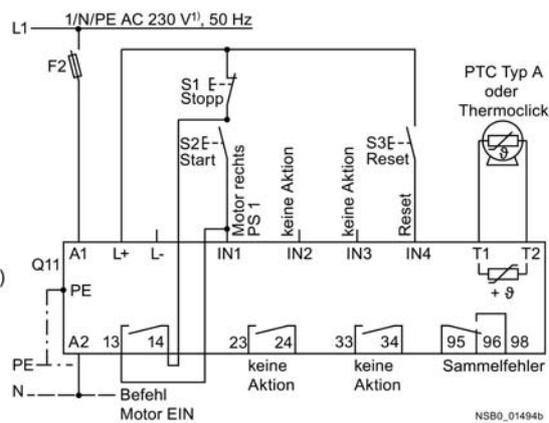 1/N/PE AC 230 V¹⁾, 50 Hz
L1
F2
S1
Stopp
S2
Start
S3
Reset
PTC Typ A
oder
Thermoclick
ϑ
Motor rechts
PS 1
keine Aktion
keine Aktion
Reset
A1
L+
L-
IN1
IN2
IN3
IN4
T1
T2
Q11
)
PE
+ ϑ
A2
13
14
23
24
33
34
95
96
98
PE
keine
Aktion
keine
Aktion
Sammelfehler
N
Befehl
Motor EIN
NSB0_01494b